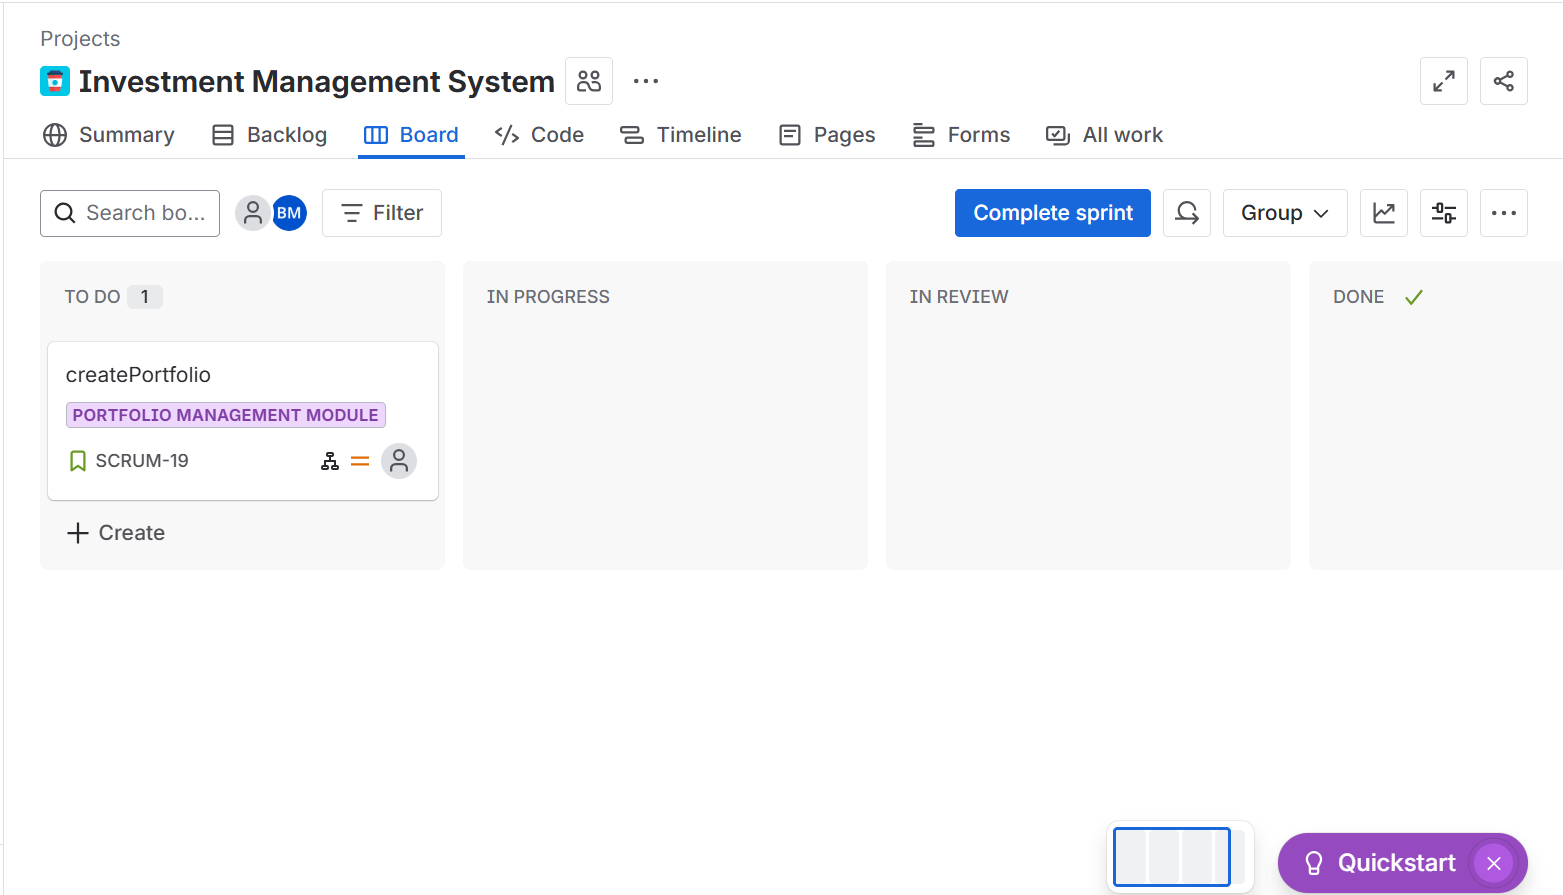 Projects
Investment Management System
Summary Backlog Board Code Timeline Pages Forms All work
Search bo... BM Filter Complete sprint Group
TO DO 1 IN PROGRESS IN REVIEW DONE
createPortfolio
PORTFOLIO MANAGEMENT MODULE
SCRUM-19
Create
Quickstart